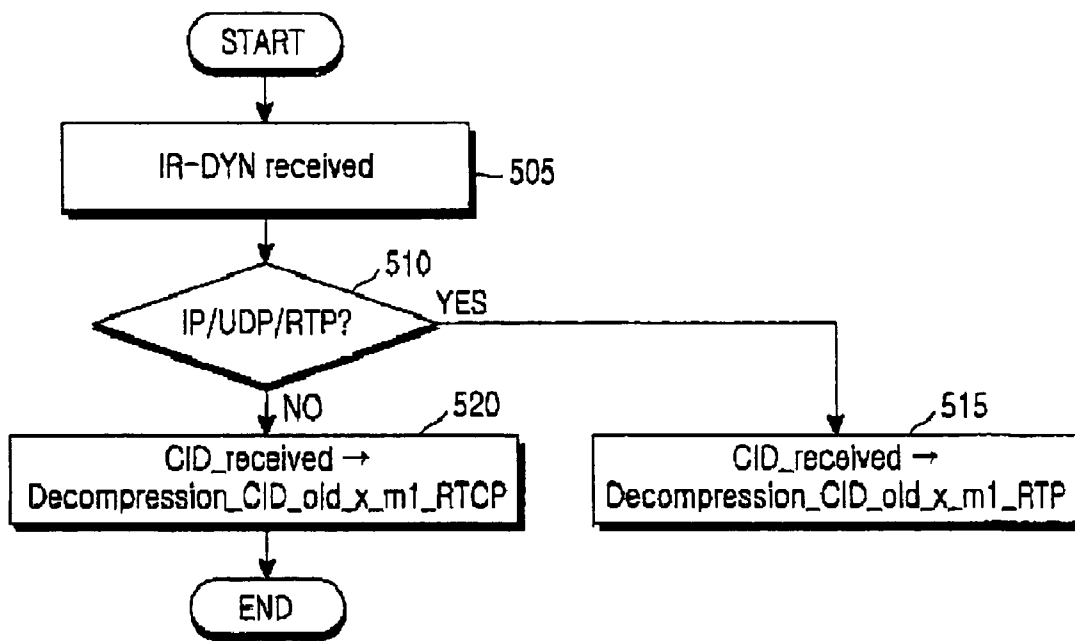 START
IR-DYN received
505
510
IP/UDP/RTP?
YES
NO
520
515
CID_received →
Decompression_CID_old_x_m1_RTCP
CID_received →
Decompression_CID_old_x_m1_RTP
END